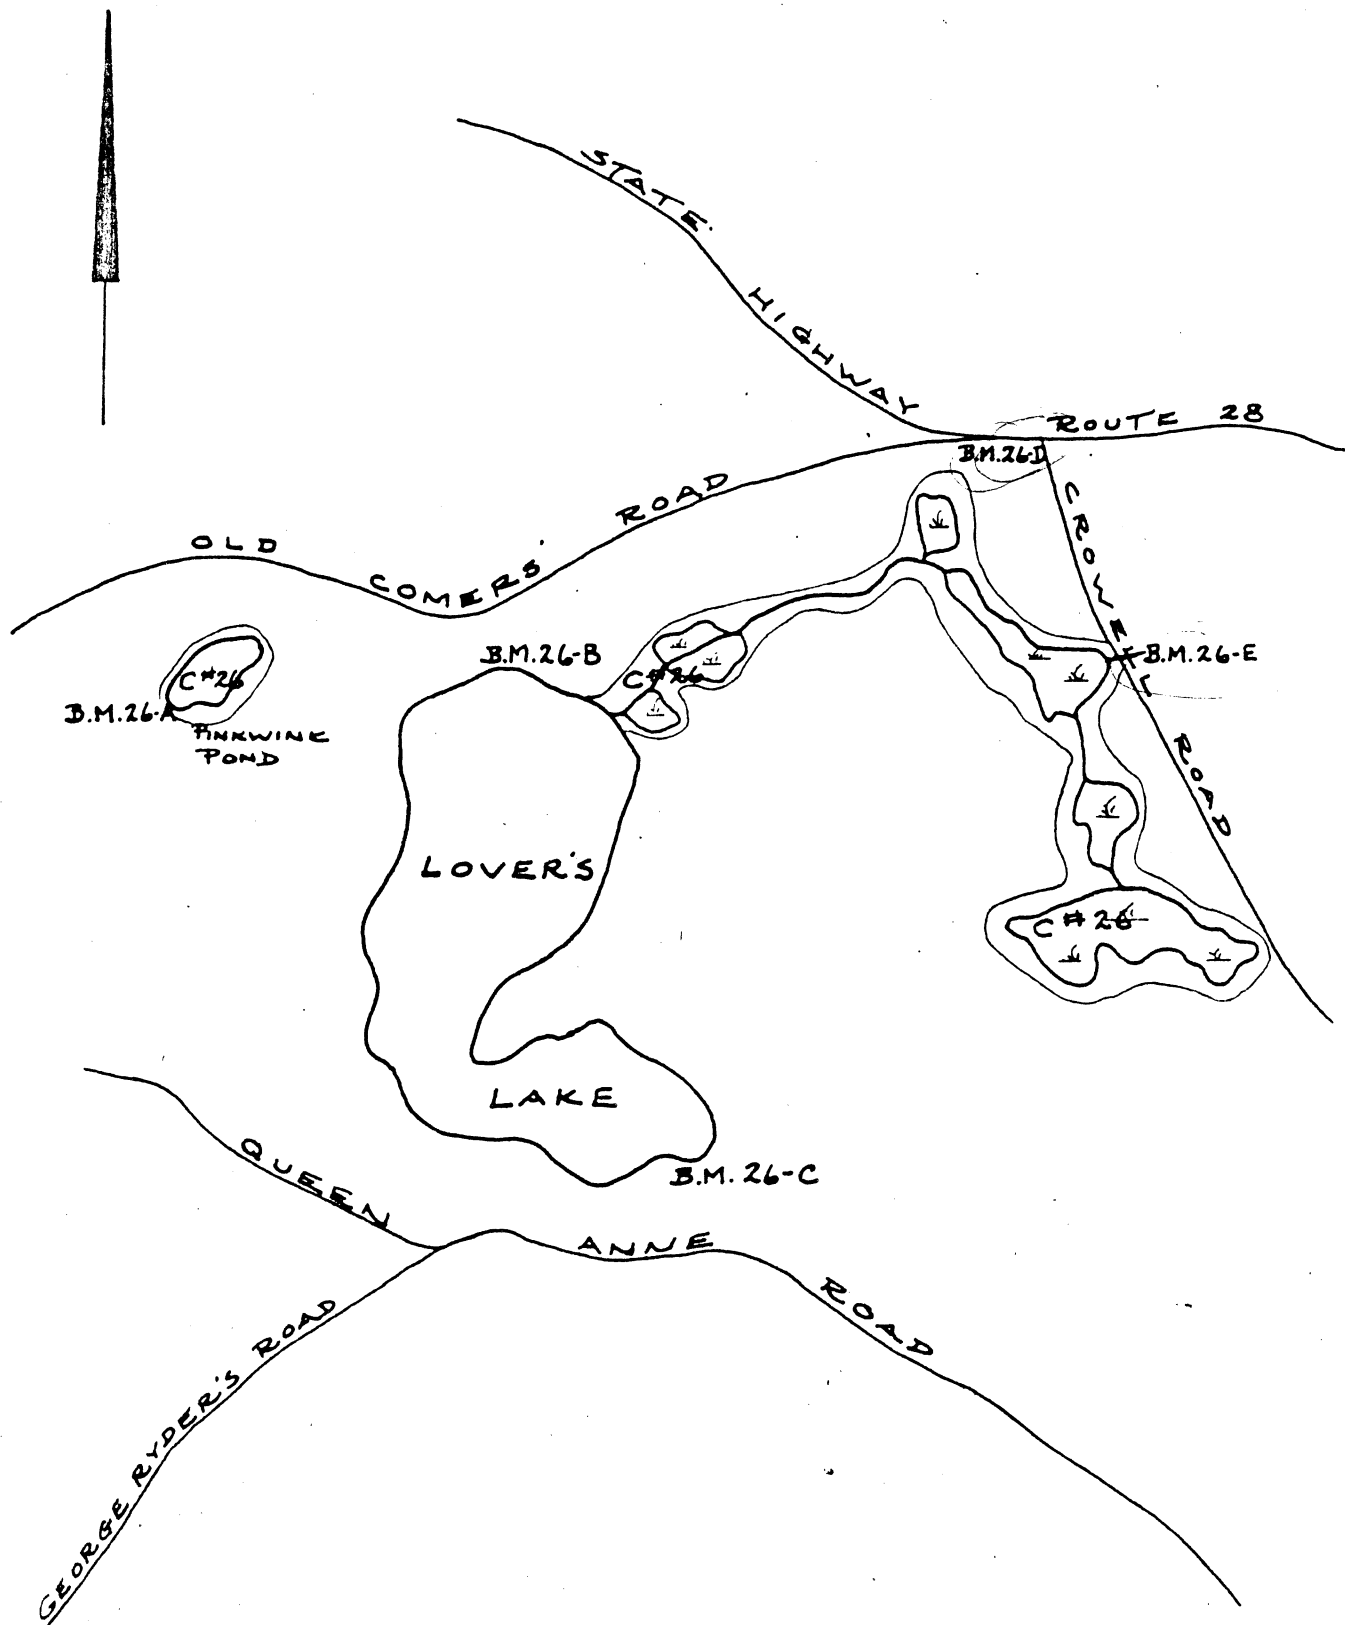 STATE HIGHWAY
ROUTE 28
B.M.26-D
OLD COMERS' ROAD
CROWELL ROAD
B.M.26-B
B.M.26-E
C#26
C#26
B.M.26-A
PINKWINK
POND
LOVER'S
C#26
LAKE
B.M.26-C
QUEEN ANNE ROAD
GEORGE RYDER'S ROAD